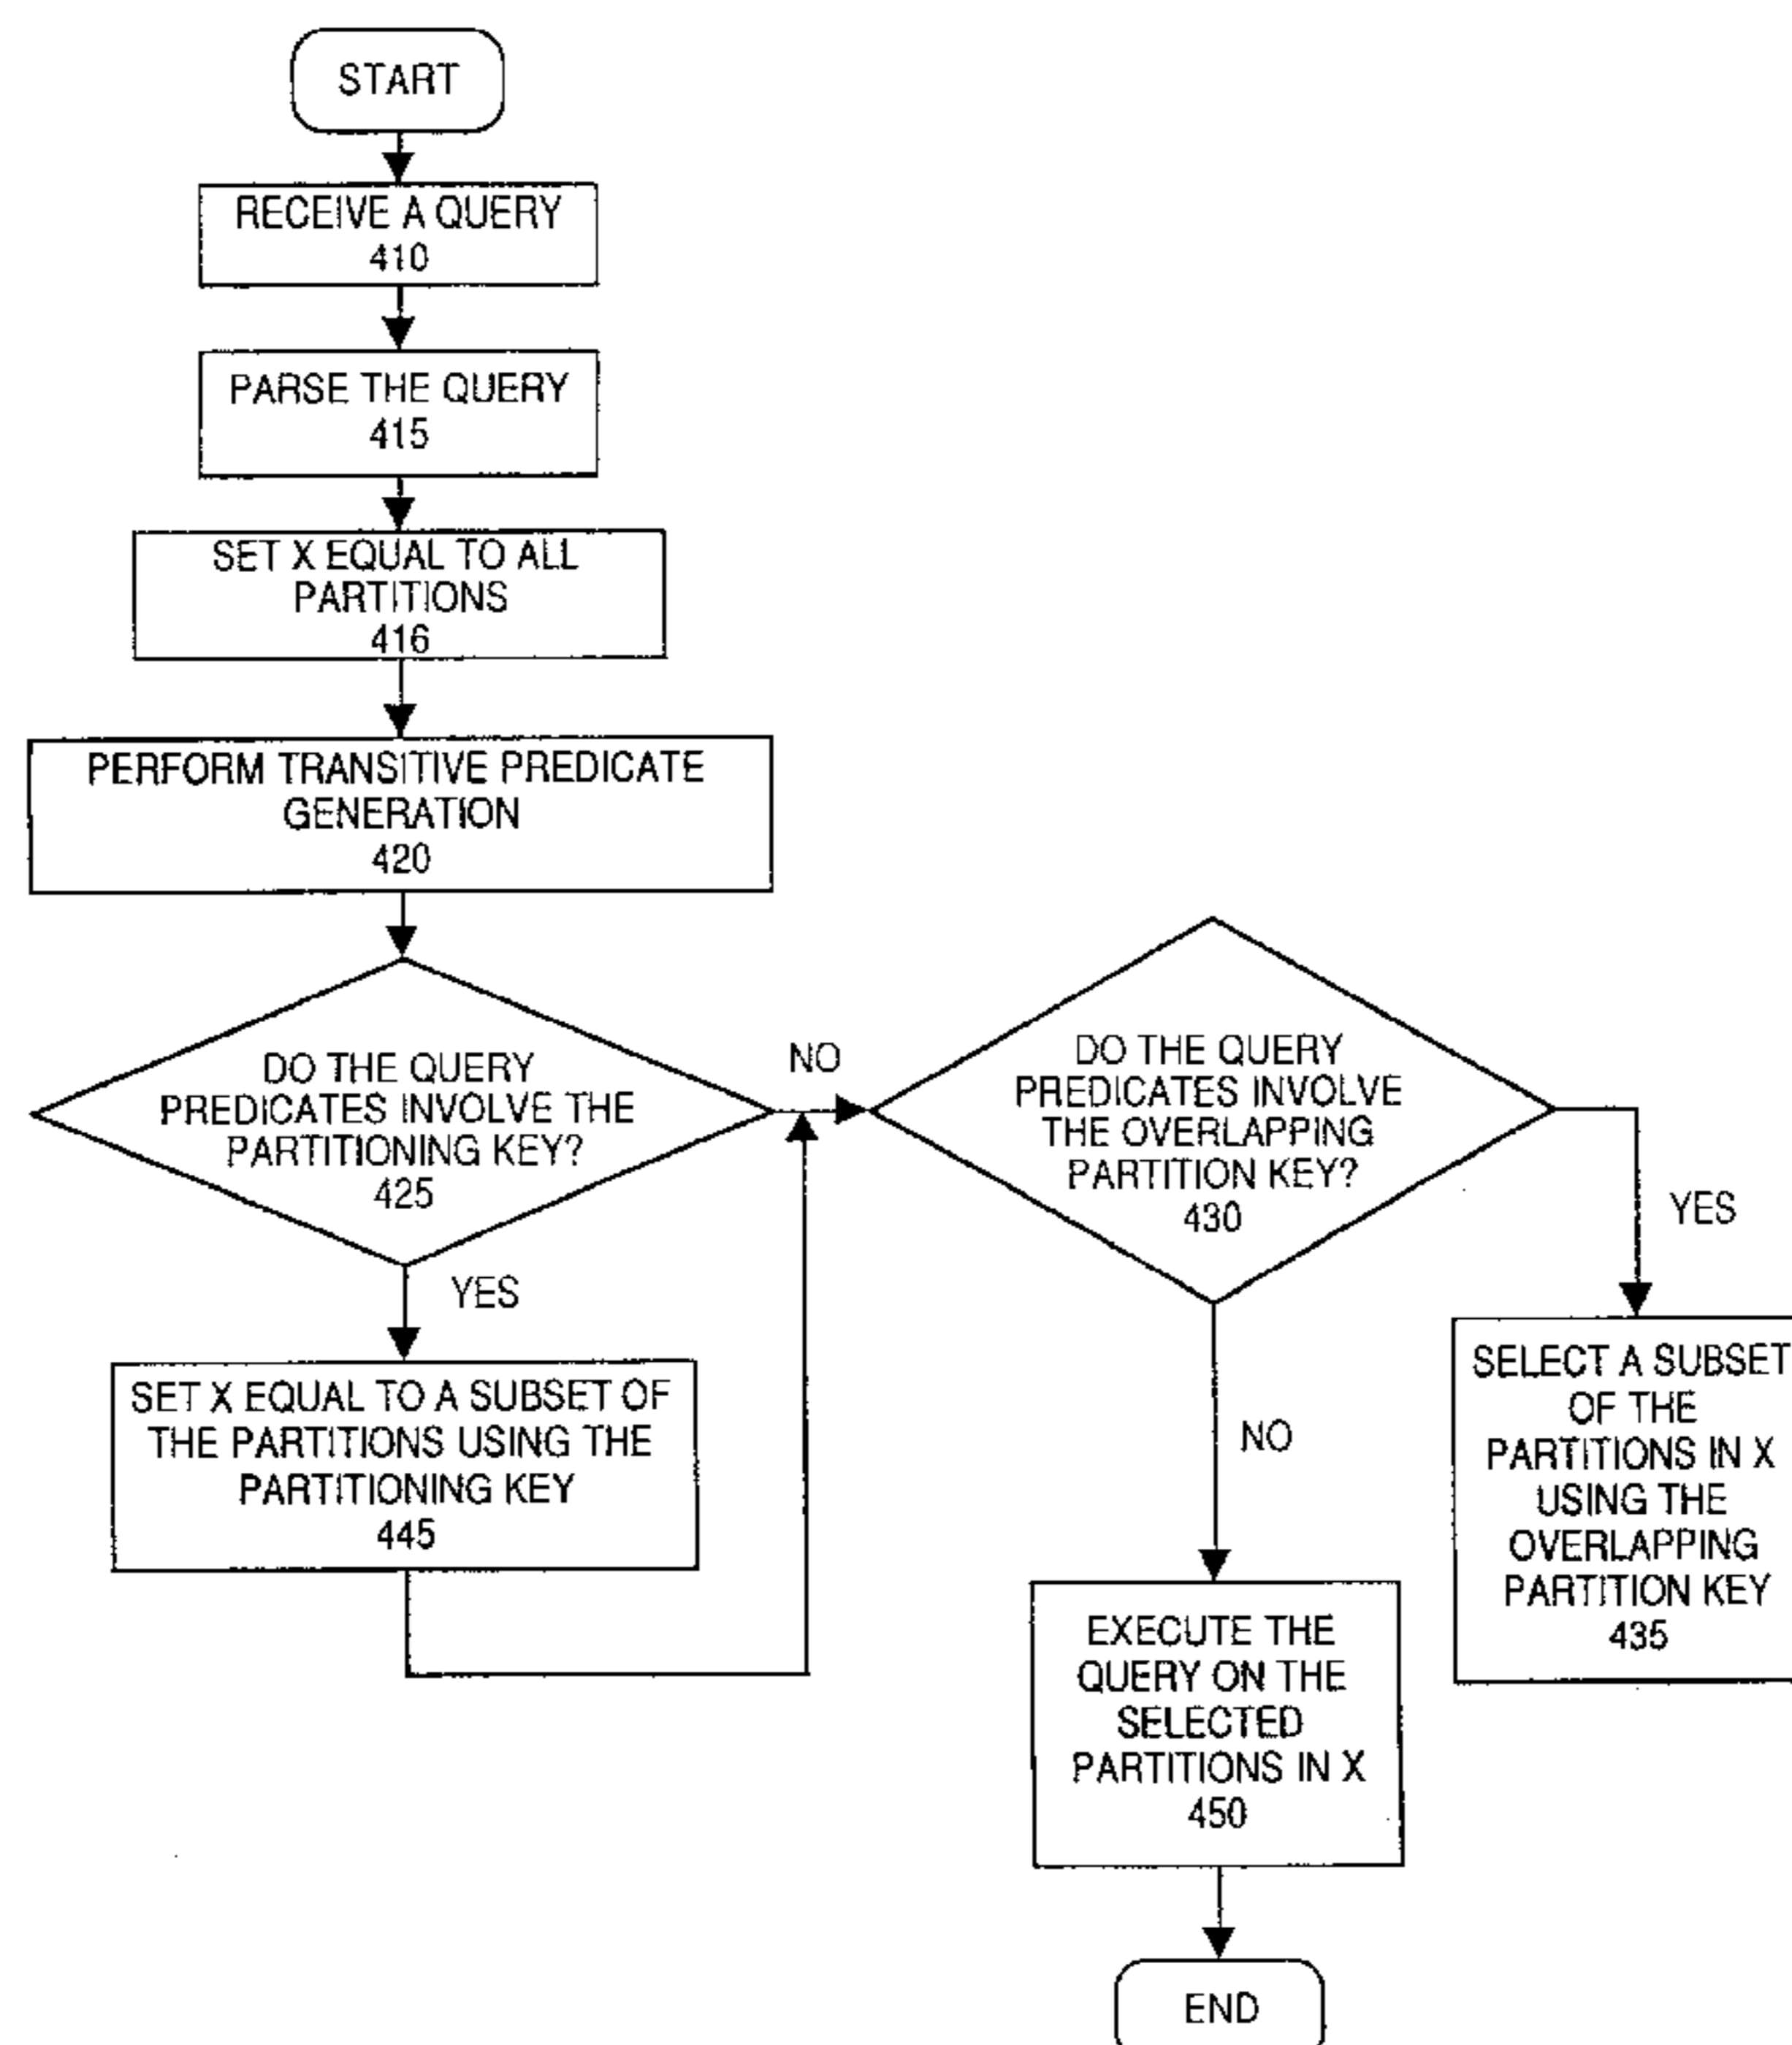 START
RECEIVE A QUERY
410
PARSE THE QUERY
415
SET X EQUAL TO ALL
PARTITIONS
416
PERFORM TRANSITIVE PREDICATE
GENERATION
420
DO THE QUERY
PREDICATES INVOLVE THE
PARTITIONING KEY?
425
NO
YES
SET X EQUAL TO A SUBSET OF
THE PARTITIONS USING THE
PARTITIONING KEY
445
DO THE QUERY
PREDICATES INVOLVE
THE OVERLAPPING
PARTITION KEY?
430
YES
NO
SELECT A SUBSET
OF THE
PARTITIONS IN X
USING THE
OVERLAPPING
PARTITION KEY
435
EXECUTE THE
QUERY ON THE
SELECTED
PARTITIONS IN X
450
END